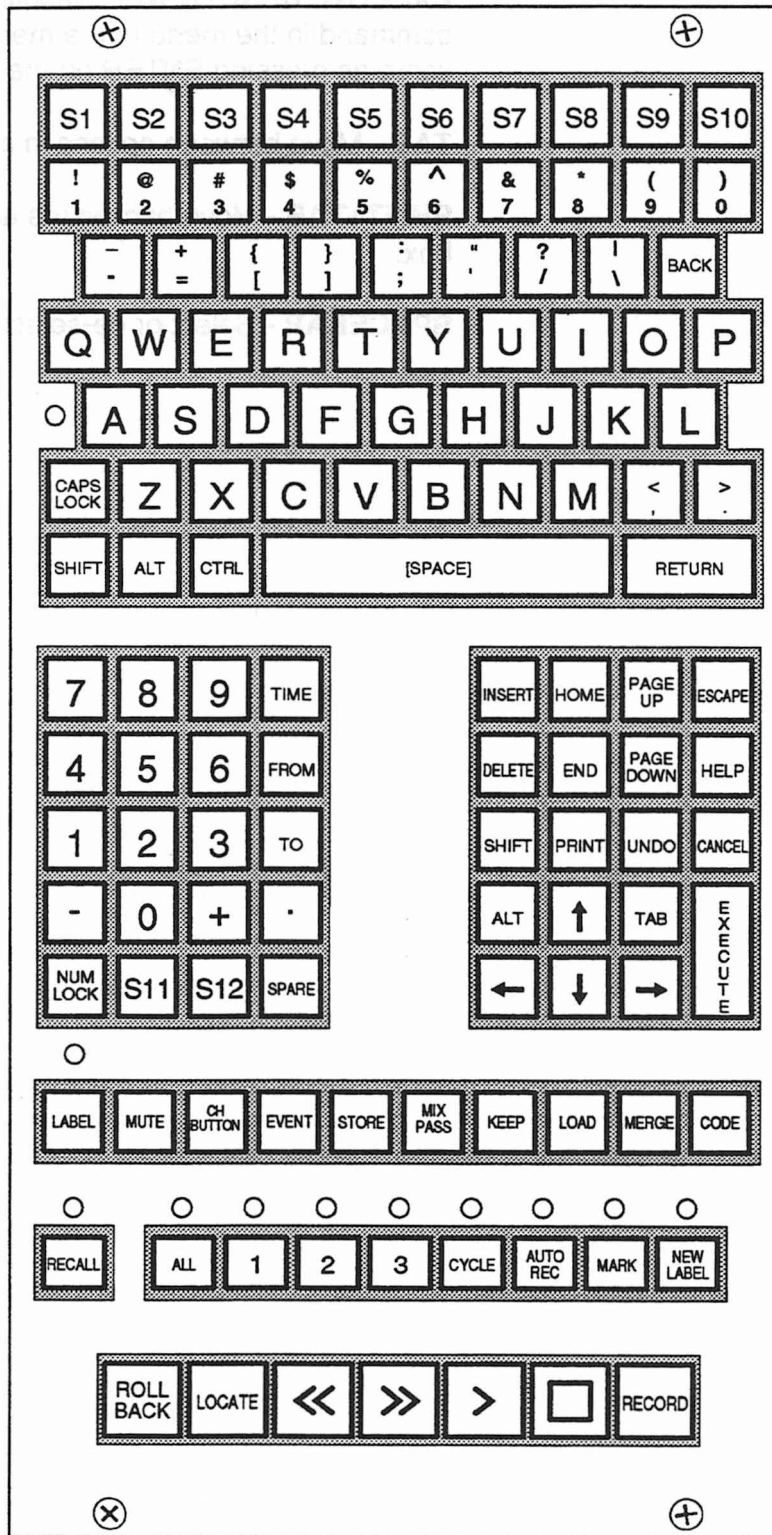 S1 S2 S3 S4 S5 S6 S7 S8 S9 S10
! @ # $ % ^ & * ( )
1 2 3 4 5 6 7 8 9 0
_ + { } : " ? |
- = [ ] ; ' / \ BACK
Q W E R T Y U I O P
A S D F G H J K L
CAPS LOCK Z X C V B N M < >
, .
SHIFT ALT CTRL [SPACE] RETURN
7 8 9 TIME
4 5 6 FROM
1 2 3 TO
- 0 + .
NUM LOCK S11 S12 SPARE
INSERT HOME PAGE UP ESCAPE
DELETE END PAGE DOWN HELP
SHIFT PRINT UNDO CANCEL
ALT ↑ TAB EXECUTE
← ↓ →
LABEL MUTE CH BUTTON EVENT STORE MIX PASS KEEP LOAD MERGE CODE
RECALL ALL 1 2 3 CYCLE AUTO REC MARK NEW LABEL
ROLL BACK LOCATE << >> > □ RECORD